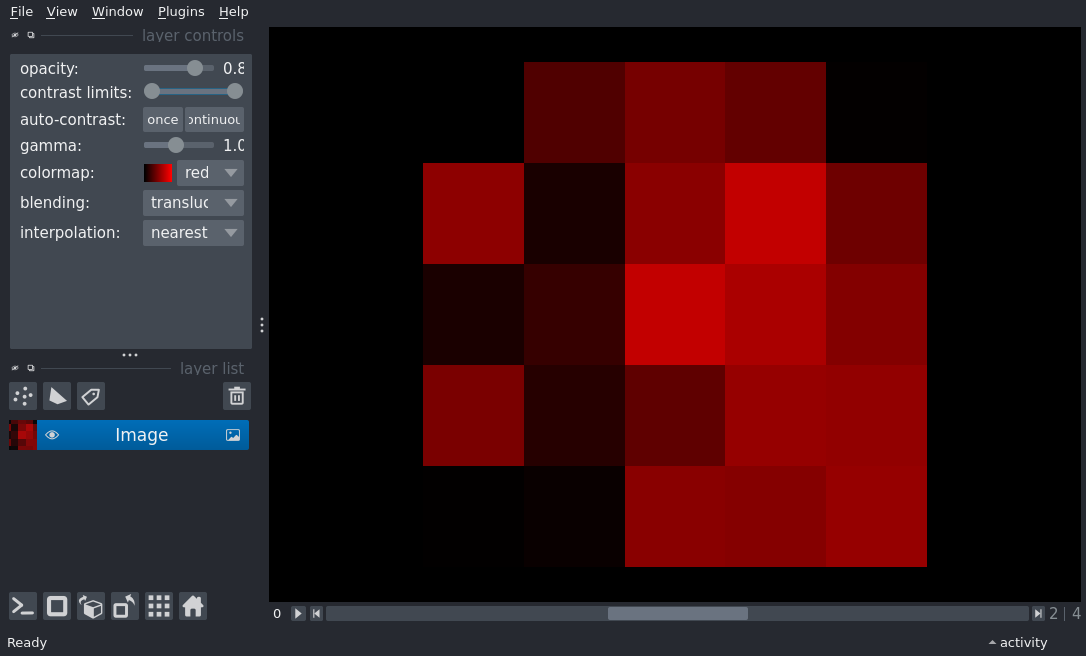 File View Window Plugins Help
layer controls
opacity: 0.8
contrast limits:
auto-contrast: once ontinuou
gamma: 1.0
colormap: red
blending: transluc
interpolation: nearest
layer list
Image
0 2 | 4
Ready activity